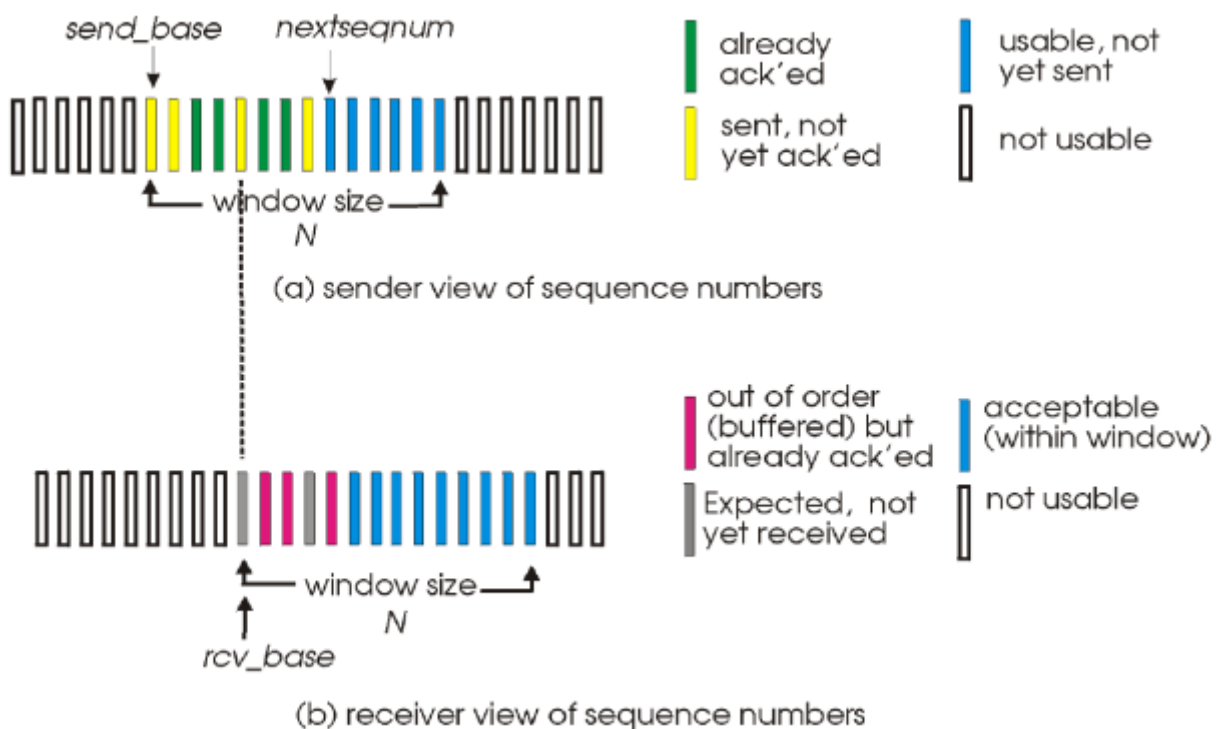 send_base
nextseqnum
already
ack'ed
usable, not
yet sent
sent, not
yet ack'ed
not usable
window size
N
(a) sender view of sequence numbers
out of order
(buffered) but
already ack'ed
acceptable
(within window)
Expected, not
yet received
not usable
window size
N
rcv_base
(b) receiver view of sequence numbers